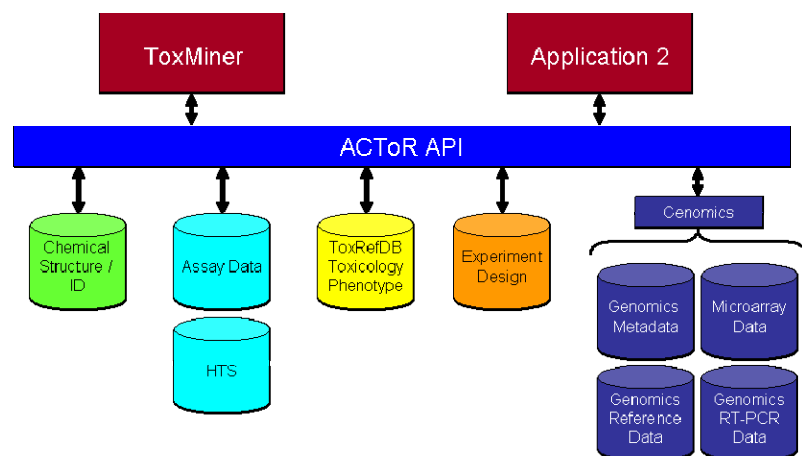 ToxMiner
Application 2
ACToR API
Chemical
Structure /
ID
Assay Data
ToxRefDB
Toxicology
Phenotype
Experiment
Design
Genomics
HTS
Genomics
Metadata
Microarray
Data
Genomics
Reference
Data
Genomics
RT-PCR
Data